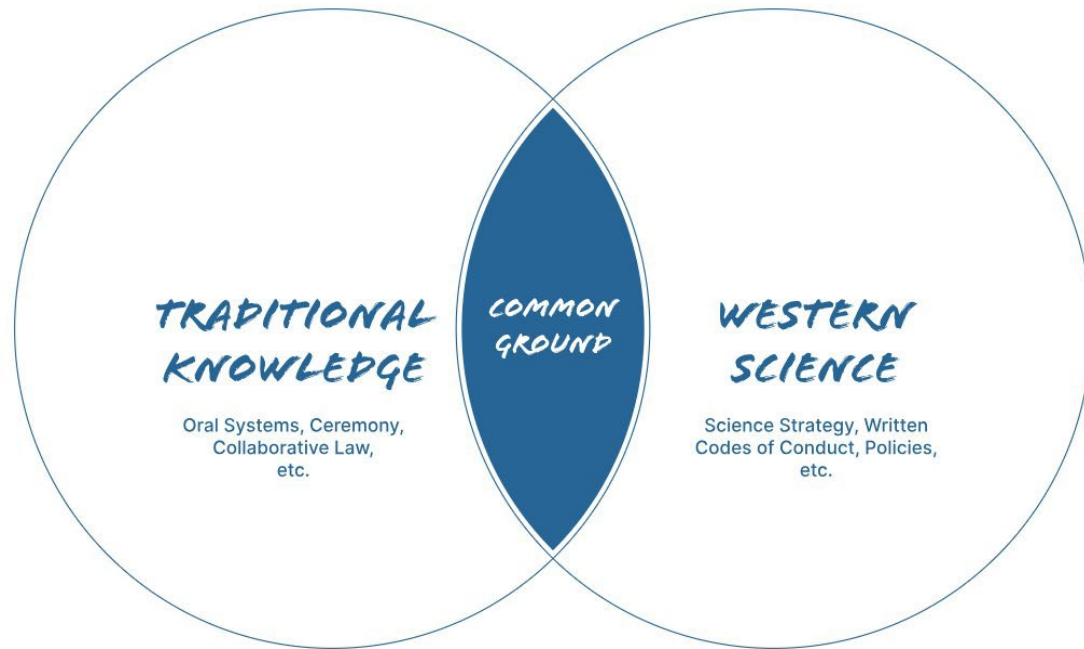 TRADITIONAL
KNOWLEDGE
Oral Systems, Ceremony,
Collaborative Law,
etc.
COMMON
GROUND
WESTERN
SCIENCE
Science Strategy, Written
Codes of Conduct, Policies,
etc.